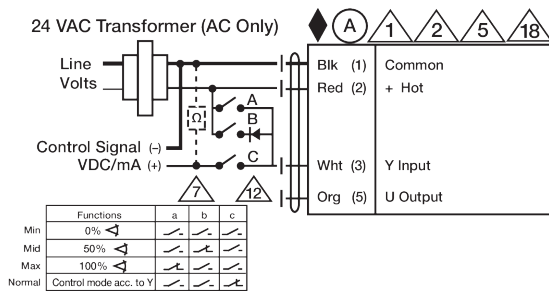 24 VAC Transformer (AC Only)
A 1 2 5 18
Line
Volts
Blk (1) Common
Red (2) + Hot
A
Ω
B
Control Signal (–)
VDC/mA (+)
C
Wht (3) Y Input
7 12
Org (5) U Output
Functions a b c
Min 0%
Mid 50%
Max 100%
Normal Control mode acc. to Y